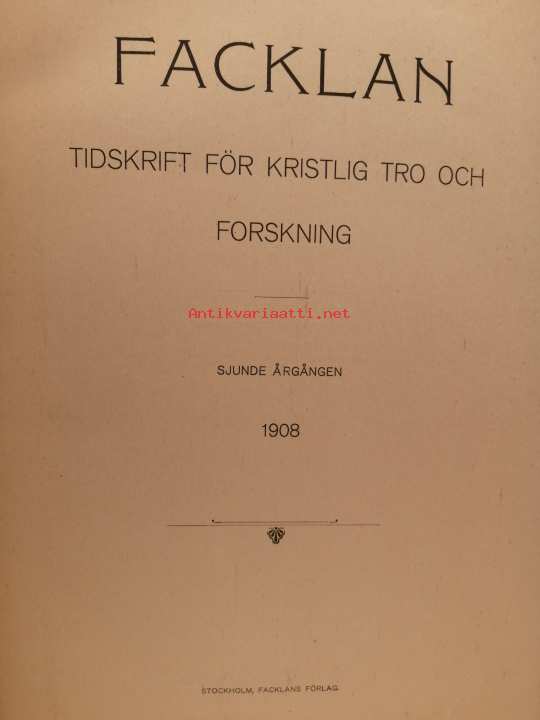 FACKLAN
TIDSKRIFT FÖR KRISTLIG TRO OCH
FORSKNING
Antikvariaatti.net
SJUNDE ÅRGÅNGEN
1908
STOCKHOLM, FACKLANS FÖRLAG.